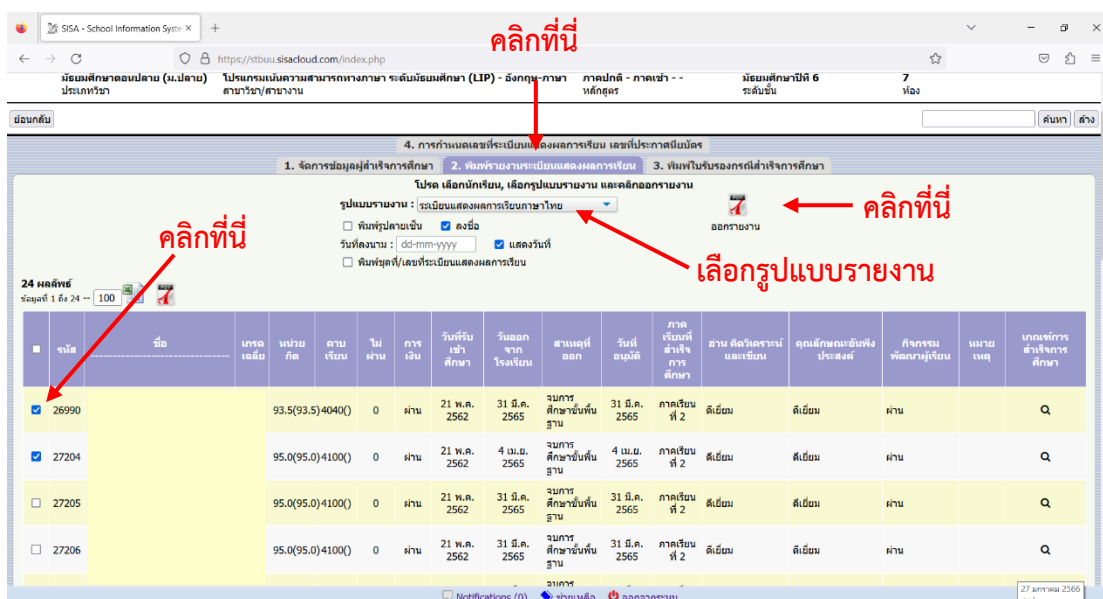 SISA - School Information Syste
คลิกที่นี่
https://stbuu.sisacloud.com/index.php
มัธยมศึกษาตอนปลาย (ม.ปลาย) โปรแกรมเน้นความสามารถทางภาษา ระดับมัธยมศึกษา (LIP) - อังกฤษ-ภาษา ภาคปกติ - ภาคเช้า - - มัธยมศึกษาปีที่ 6 7
ประเภทวิชา สาขาวิชา/สาขางาน หลักสูตร ระดับชั้น ห้อง
ย้อนกลับ ค้นหา ล้าง
4. การกำหนดเลขที่ระเบียนแสดงผลการเรียน เลขที่ประกาศนียบัตร
1. จัดการข้อมูลผู้สำเร็จการศึกษา 2. พิมพ์รายงานระเบียนแสดงผลการเรียน 3. พิมพ์ใบรับรองกรณีสำเร็จการศึกษา
โปรด เลือกนักเรียน, เลือกรูปแบบรายงาน และคลิกออกรายงาน
รูปแบบรายงาน : ระเบียนแสดงผลการเรียนภาษาไทย
คลิกที่นี่
พิมพ์รูปลายเซ็น ลงชื่อ ออกรายงาน
คลิกที่นี่
วันที่ลงนาม : dd-mm-yyyy แสดงวันที่
พิมพ์ชุดที่/เลขที่ระเบียนแสดงผลการเรียน
เลือกรูปแบบรายงาน
24 ผลลัพธ์
ข้อมูลที่ 1 ถึง 24 -- 100
รหัส ชื่อ เกรดเฉลี่ย หน่วยกิต คาบเรียน ไม่ผ่าน การเงิน วันที่รับเข้าศึกษา วันออกจากโรงเรียน สาเหตุที่ออก วันที่อนุมัติ ภาคเรียนที่สำเร็จการศึกษา อ่าน คิดวิเคราะห์และเขียน คุณลักษณะอันพึงประสงค์ กิจกรรมพัฒนาผู้เรียน หมายเหตุ เกณฑ์การสำเร็จการศึกษา
26990 93.5(93.5) 4040() 0 ผ่าน 21 พ.ค. 2562 31 มี.ค. 2565 จบการศึกษาขั้นพื้นฐาน 31 มี.ค. 2565 ภาคเรียนที่ 2 ดีเยี่ยม ดีเยี่ยม ผ่าน
27204 95.0(95.0) 4100() 0 ผ่าน 21 พ.ค. 2562 4 เม.ย. 2565 จบการศึกษาขั้นพื้นฐาน 4 เม.ย. 2565 ภาคเรียนที่ 2 ดีเยี่ยม ดีเยี่ยม ผ่าน
27205 95.0(95.0) 4100() 0 ผ่าน 21 พ.ค. 2562 31 มี.ค. 2565 จบการศึกษาขั้นพื้นฐาน 31 มี.ค. 2565 ภาคเรียนที่ 2 ดีเยี่ยม ดีเยี่ยม ผ่าน
27206 95.0(95.0) 4100() 0 ผ่าน 21 พ.ค. 2562 31 มี.ค. 2565 จบการศึกษาขั้นพื้นฐาน 31 มี.ค. 2565 ภาคเรียนที่ 2 ดีเยี่ยม ดีเยี่ยม ผ่าน
Notifications (0) ช่วยเหลือ ออกจากระบบ
27 มกราคม 2566